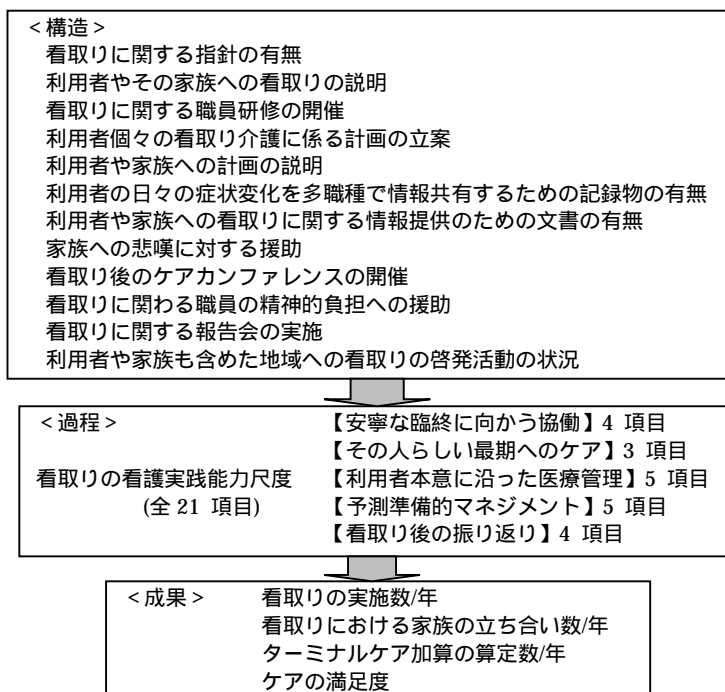 <構造>
看取りに関する指針の有無
利用者やその家族への看取りの説明
看取りに関する職員研修の開催
利用者個々の看取り介護に係る計画の立案
利用者や家族への計画の説明
利用者の日々の症状変化を多職種で情報共有するための記録物の有無
利用者や家族への看取りに関する情報提供のための文書の有無
家族への悲嘆に対する援助
看取り後のケアカンファレンスの開催
看取りに関わる職員の精神的負担への援助
看取りに関する報告会の実施
利用者や家族も含めた地域への看取りの啓発活動の状況
<過程> 【安寧な臨終に向かう協働】4 項目
【その人らしい最期へのケア】3 項目
看取りの看護実践能力尺度 【利用者本意に沿った医療管理】5 項目
(全 21 項目) 【予測準備的マネジメント】5 項目
【看取り後の振り返り】4 項目
<成果> 看取りの実施数/年
看取りにおける家族の立ち合い数/年
ターミナルケア加算の算定数/年
ケアの満足度